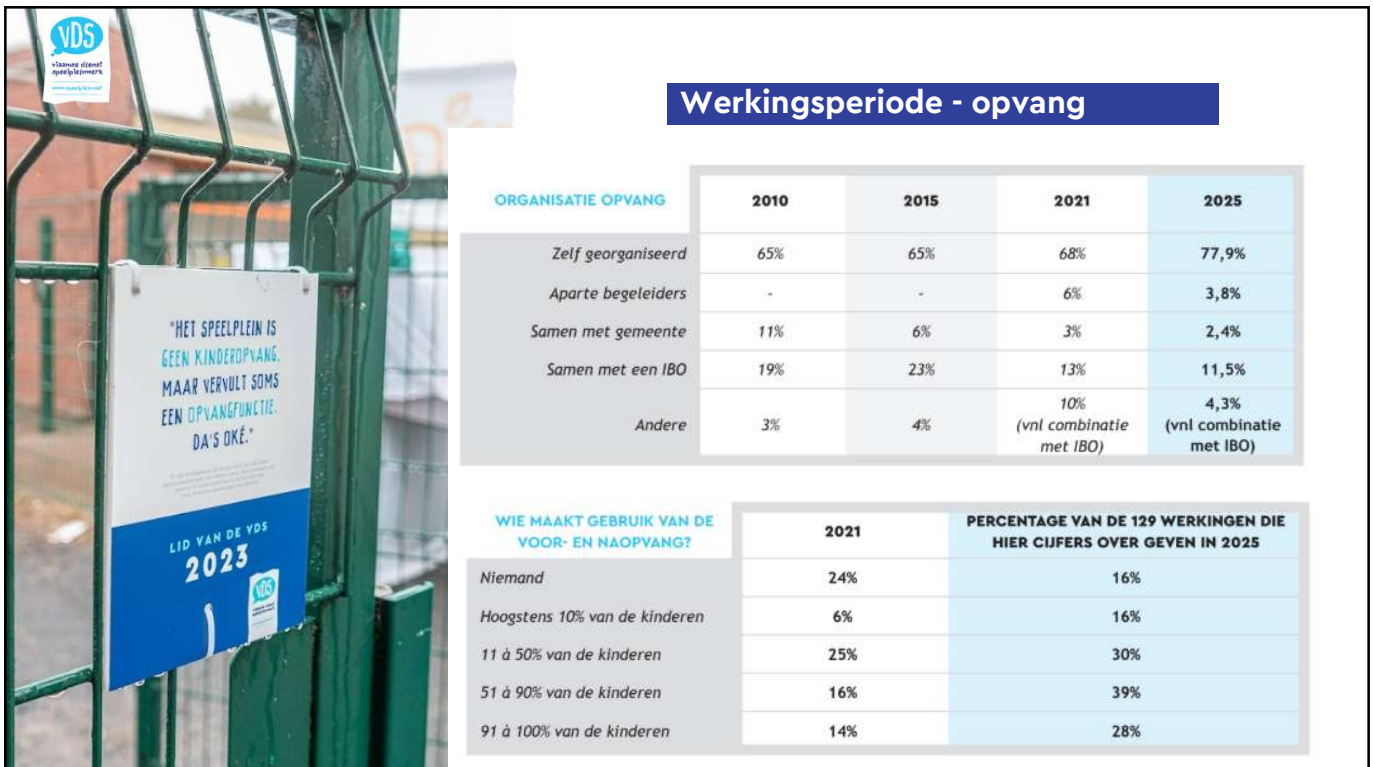 VDS
vlaamse dienst
speelpleinwerk
www.speelplein.net
Werkingsperiode - opvang
"HET SPEELPLEIN IS
GEEN KINDEROPVANG,
MAAR VERVULT SOMS
EEN OPVANGFUNCTIE.
DA'S OKÉ."
LID VAN DE VDS
2023
VDS
ORGANISATIE OPVANG 2010 2015 2021 2025
Zelf georganiseerd 65% 65% 68% 77,9%
Aparte begeleiders - - 6% 3,8%
Samen met gemeente 11% 6% 3% 2,4%
Samen met een IBO 19% 23% 13% 11,5%
Andere 3% 4% 10% 4,3%
(vnl combinatie (vnl combinatie
met IBO) met IBO)
WIE MAAKT GEBRUIK VAN DE 2021 PERCENTAGE VAN DE 129 WERKINGEN DIE
VOOR- EN NAOPVANG? HIER CIJFERS OVER GEVEN IN 2025
Niemand 24% 16%
Hoogstens 10% van de kinderen 6% 16%
11 à 50% van de kinderen 25% 30%
51 à 90% van de kinderen 16% 39%
91 à 100% van de kinderen 14% 28%